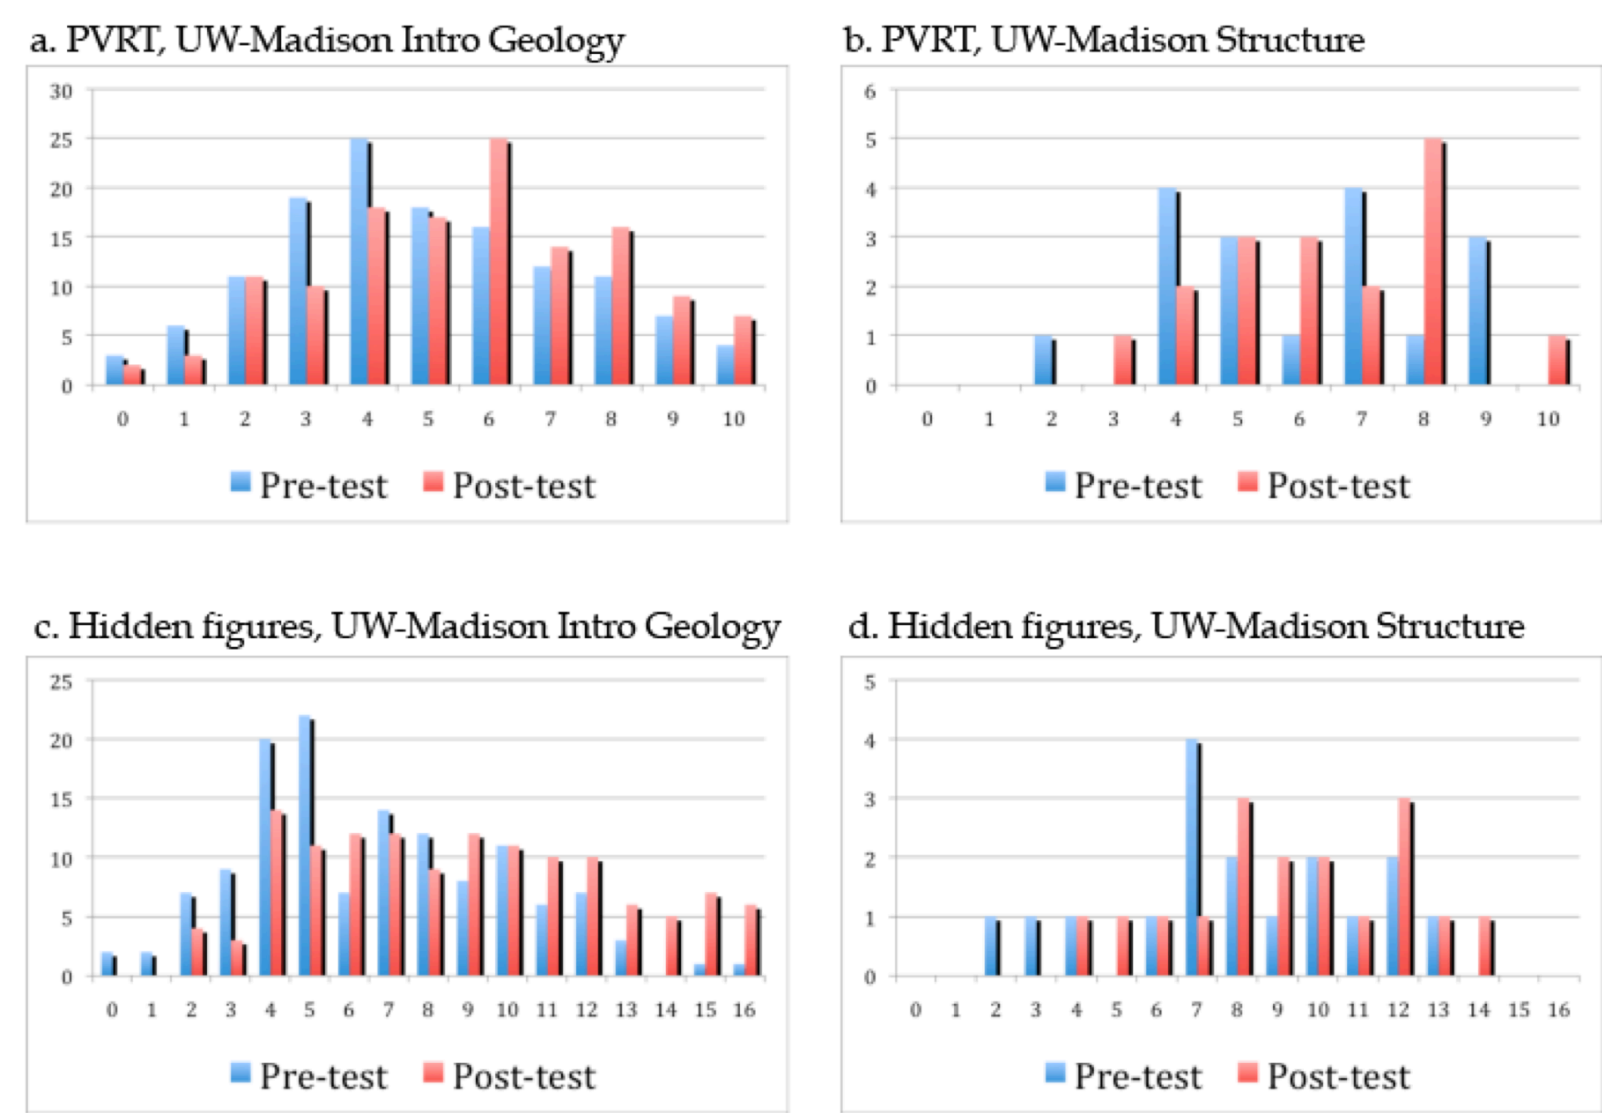 a. PVRT, UW-Madison Intro Geology
30
25
20
15
10
5
0
0 1 2 3 4 5 6 7 8 9 10
Pre-test Post-test
b. PVRT, UW-Madison Structure
6
5
4
3
2
1
0
0 1 2 3 4 5 6 7 8 9 10
Pre-test Post-test
c. Hidden figures, UW-Madison Intro Geology
25
20
15
10
5
0
0 1 2 3 4 5 6 7 8 9 10 11 12 13 14 15 16
Pre-test Post-test
d. Hidden figures, UW-Madison Structure
5
4
3
2
1
0
0 1 2 3 4 5 6 7 8 9 10 11 12 13 14 15 16
Pre-test Post-test